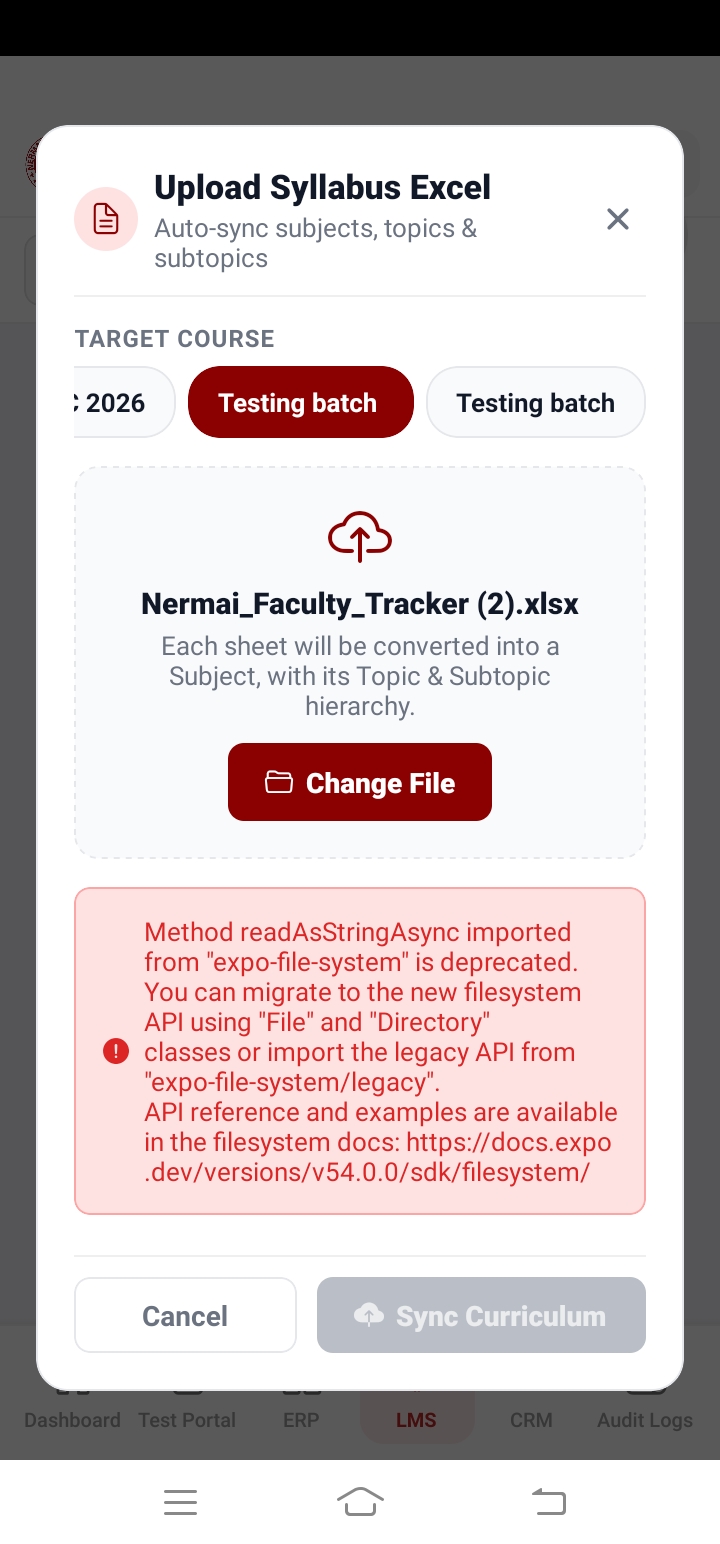 Upload Syllabus Excel
Auto-sync subjects, topics &
subtopics
TARGET COURSE
2026
Testing batch
Testing batch
Nermai_Faculty_Tracker (2).xlsx
Each sheet will be converted into a
Subject, with its Topic & Subtopic
hierarchy.
Change File
Method readAsStringAsync imported
from "expo-file-system" is deprecated.
You can migrate to the new filesystem
API using "File" and "Directory"
classes or import the legacy API from
"expo-file-system/legacy".
API reference and examples are available
in the filesystem docs: https://docs.expo
.dev/versions/v54.0.0/sdk/filesystem/
Cancel
Sync Curriculum
Dashboard
Test Portal
ERP
LMS
CRM
Audit Logs